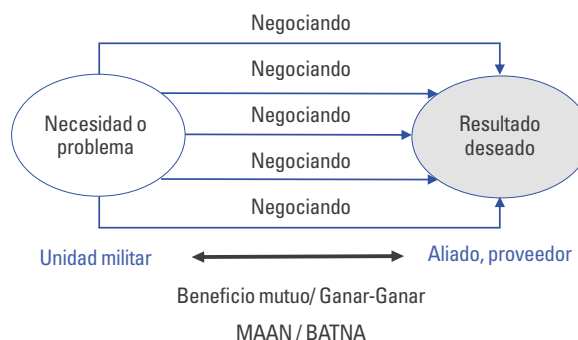 Negociando
Negociando
Necesidad o
problema
Negociando
Resultado
deseado
Negociando
Negociando
Unidad militar
Aliado, proveedor
Beneficio mutuo/ Ganar-Ganar
MAAN / BATNA